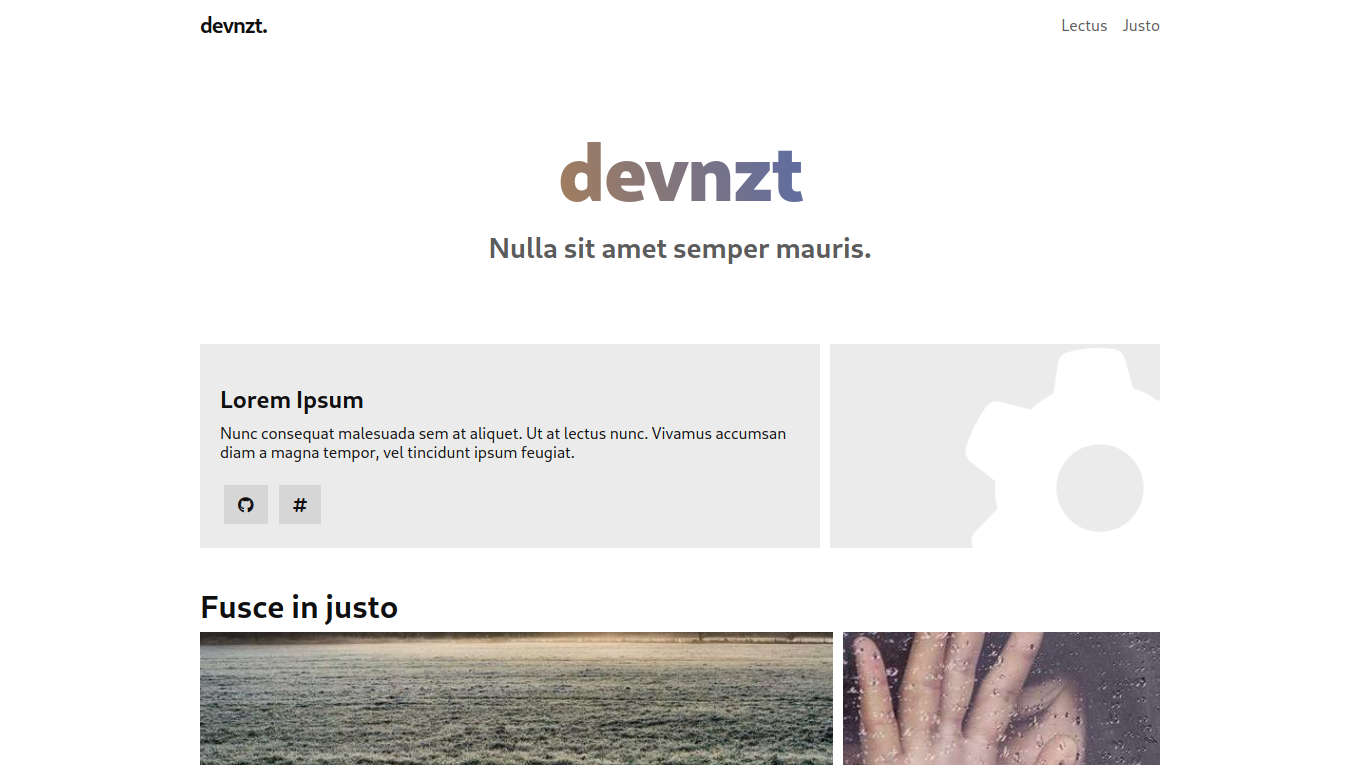 devnzt.
Lectus Justo
devnzt
Nulla sit amet semper mauris.
Lorem Ipsum
Nunc consequat malesuada sem at aliquet. Ut at lectus nunc. Vivamus accumsan
diam a magna tempor, vel tincidunt ipsum feugiat.
#
Fusce in justo